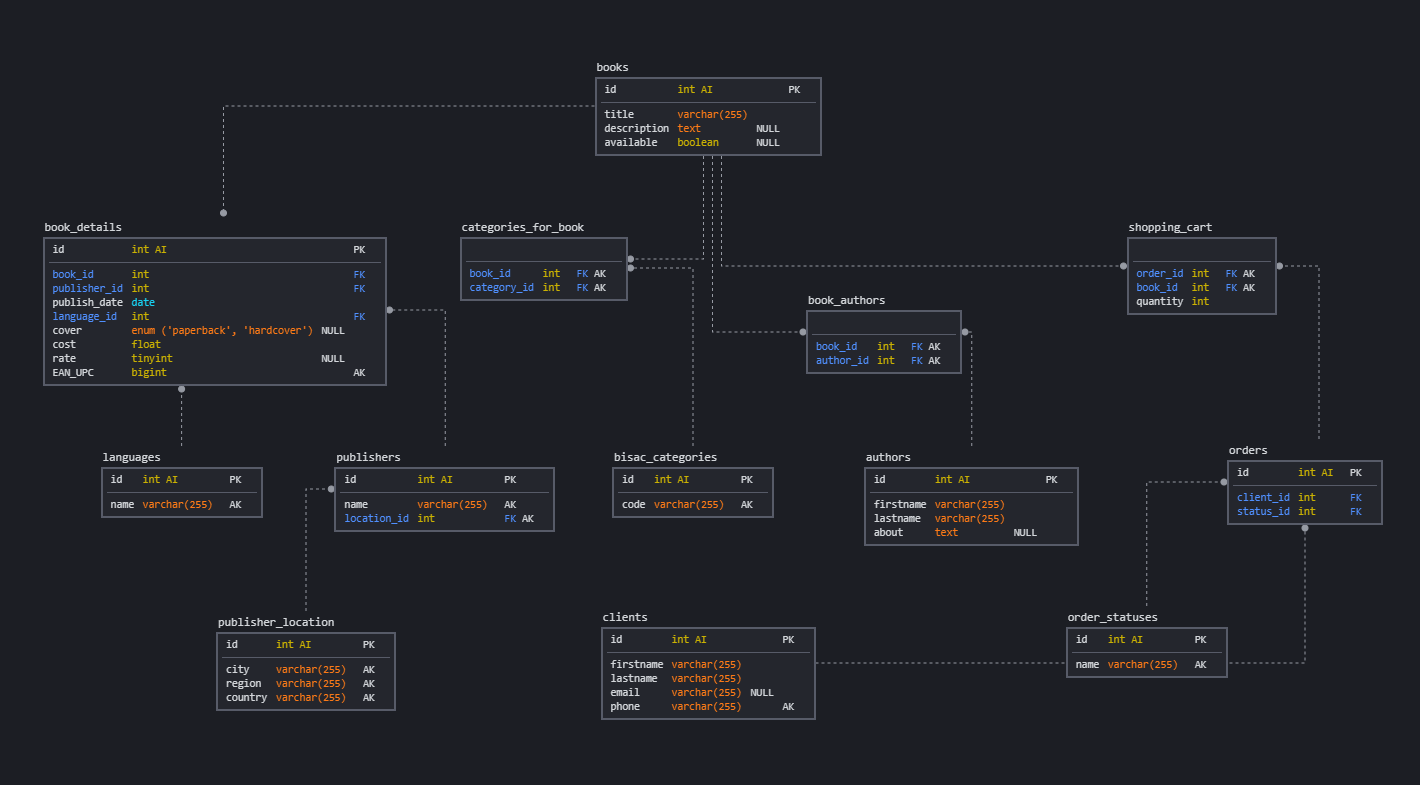 books
id int AI PK
title varchar(255)
description text NULL
available boolean NULL
book_details
id int AI PK
book_id int FK
publisher_id int FK
publish_date date
language_id int FK
cover enum ('paperback', 'hardcover') NULL
cost float
rate tinyint NULL
EAN_UPC bigint AK
categories_for_book
book_id int FK AK
category_id int FK AK
book_authors
book_id int FK AK
author_id int FK AK
shopping_cart
order_id int FK AK
book_id int FK AK
quantity int
languages
id int AI PK
name varchar(255) AK
publishers
id int AI PK
name varchar(255) AK
location_id int FK AK
bisac_categories
id int AI PK
code varchar(255) AK
authors
id int AI PK
firstname varchar(255)
lastname varchar(255)
about text NULL
orders
id int AI PK
client_id int FK
status_id int FK
publisher_location
id int AI PK
city varchar(255) AK
region varchar(255) AK
country varchar(255) AK
clients
id int AI PK
firstname varchar(255)
lastname varchar(255)
email varchar(255) NULL
phone varchar(255) AK
order_statuses
id int AI PK
name varchar(255) AK